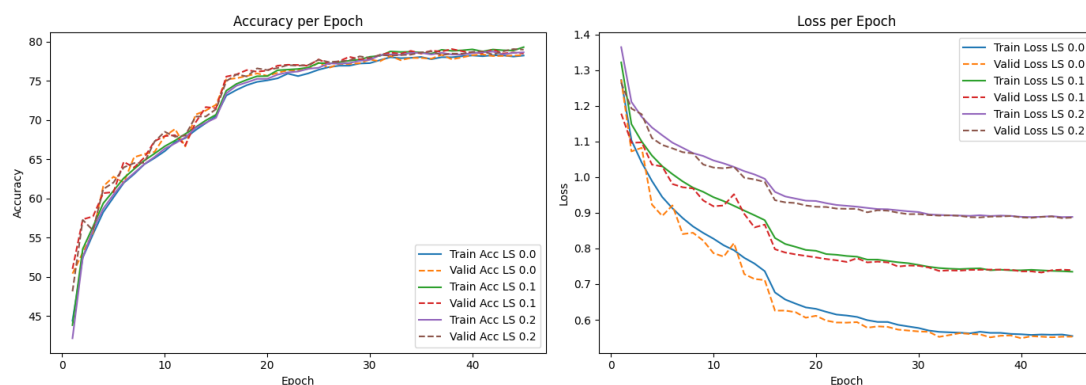 Accuracy per Epoch
Accuracy
80
75
70
65
60
55
50
45
0
10
20
30
40
Epoch
Train Acc LS 0.0
Valid Acc LS 0.0
Train Acc LS 0.1
Valid Acc LS 0.1
Train Acc LS 0.2
Valid Acc LS 0.2
Loss per Epoch
Loss
1.4
1.3
1.2
1.1
1.0
0.9
0.8
0.7
0.6
0
10
20
30
40
Epoch
Train Loss LS 0.0
Valid Loss LS 0.0
Train Loss LS 0.1
Valid Loss LS 0.1
Train Loss LS 0.2
Valid Loss LS 0.2